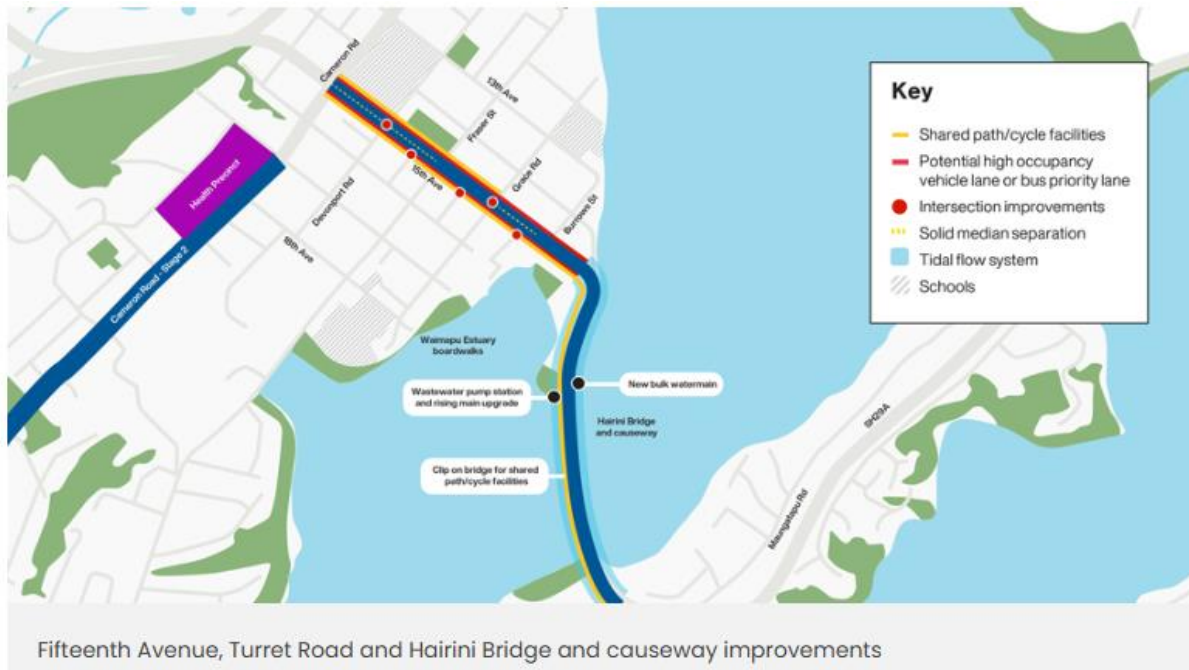 Cameron Rd
13th Ave
Fraser St
15th Ave
Grace Rd
Devonport Rd
Burrows St
18th Ave
Health Precinct
Cameron Road - Stage 2
Waimapu Estuary
boardwalks
Wastewater pump station
and rising main upgrade
New bulk watermain
Hairini Bridge
and causeway
Clip on bridge for shared
path/cycle facilities
SH29A
Maungatapu Rd
Key
Shared path/cycle facilities
Potential high occupancy
vehicle lane or bus priority lane
Intersection improvements
Solid median separation
Tidal flow system
Schools
Fifteenth Avenue, Turret Road and Hairini Bridge and causeway improvements